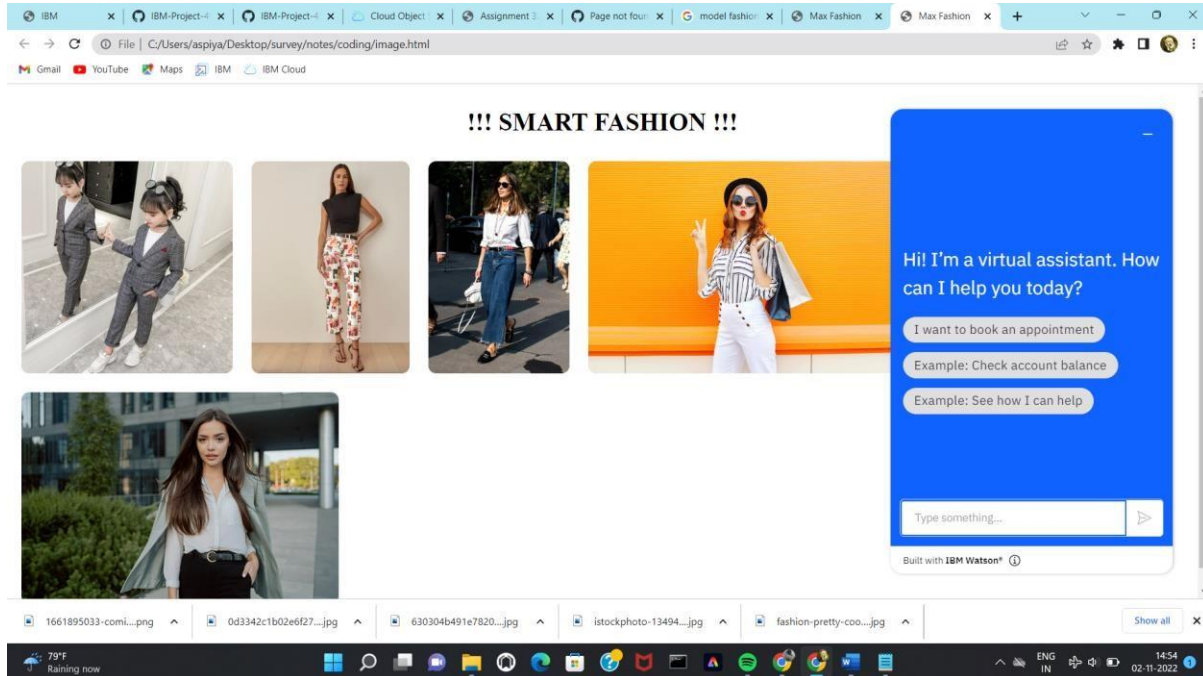 IBM
IBM-Project-4
IBM-Project-4
Cloud Object
Assignment 3
Page not foun
model fashion
Max Fashion
Max Fashion
File | C:/Users/aspiya/Desktop/survey/notes/coding/image.html
Gmail YouTube Maps IBM IBM Cloud
!!! SMART FASHION !!!
Hi! I'm a virtual assistant. How
can I help you today?
I want to book an appointment
Example: Check account balance
Example: See how I can help
Type something...
Built with IBM Watson®
1661895033-comi....png
0d3342c1b02e6f27....jpg
630304b491e7820....jpg
istockphoto-13494....jpg
fashion-pretty-coo....jpg
Show all
79°F
Raining now
ENG
IN
14:54
02-11-2022
1